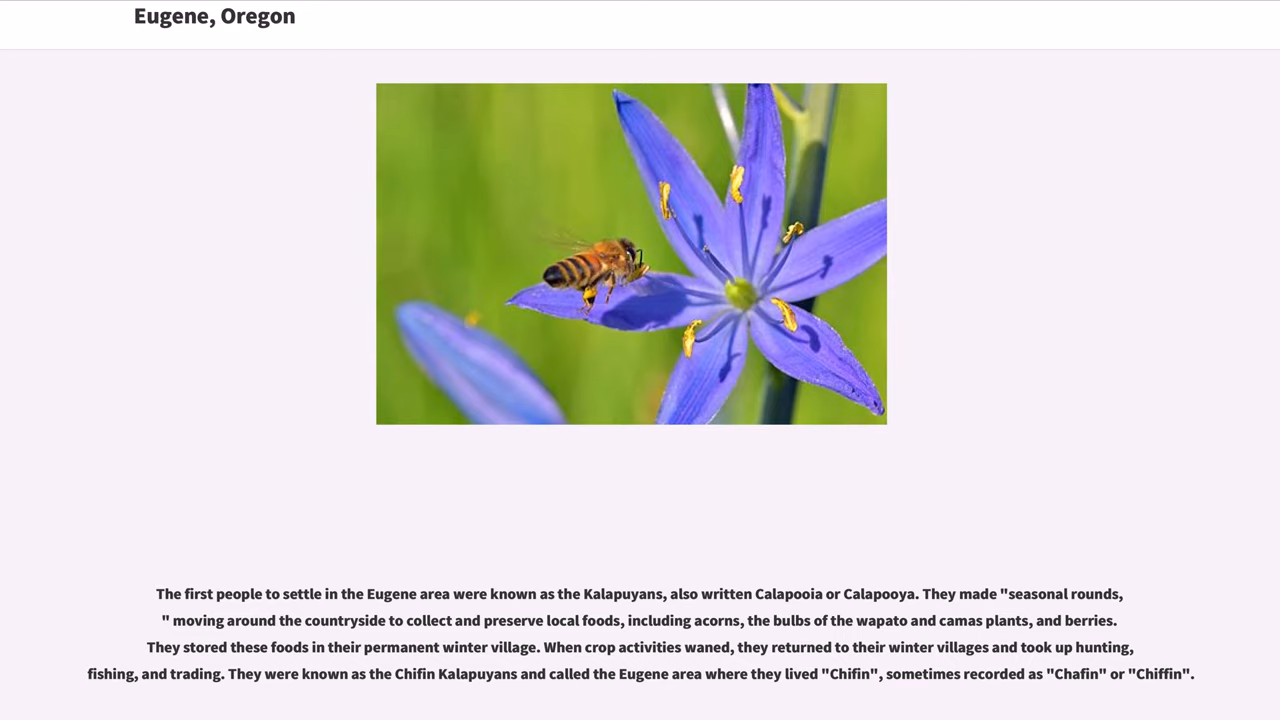 Eugene, Oregon
The first people to settle in the Eugene area were known as the Kalapuyans, also written Calapooia or Calapooya. They made "seasonal rounds,
" moving around the countryside to collect and preserve local foods, including acorns, the bulbs of the wapato and camas plants, and berries.
They stored these foods in their permanent winter village. When crop activities waned, they returned to their winter villages and took up hunting,
fishing, and trading. They were known as the Chifin Kalapuyans and called the Eugene area where they lived "Chifin", sometimes recorded as "Chafin" or "Chiffin".